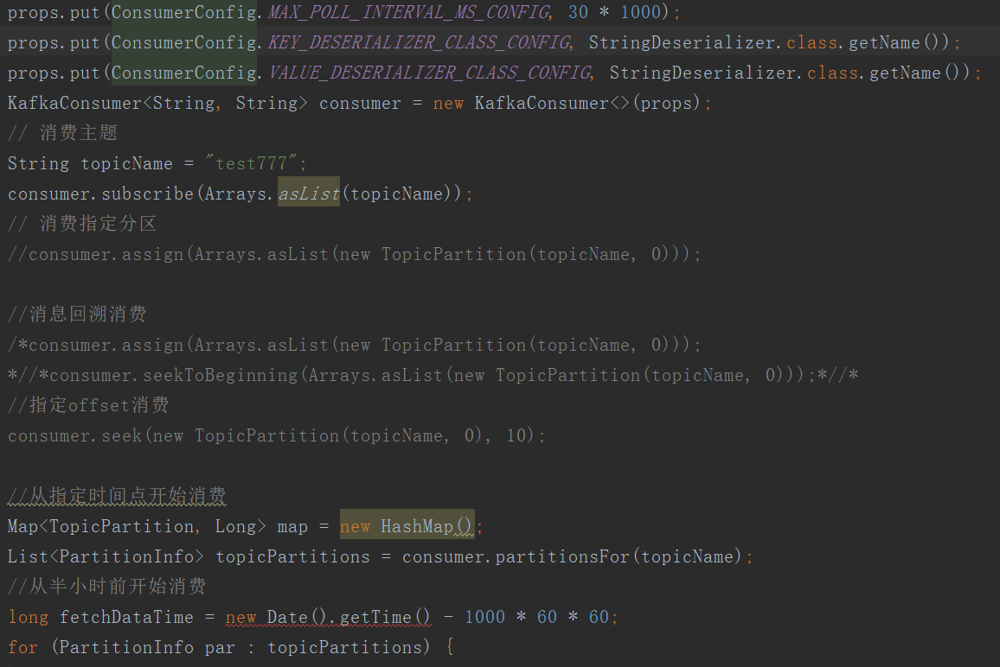 props.put(ConsumerConfig.MAX_POLL_INTERVAL_MS_CONFIG, 30 * 1000);
props.put(ConsumerConfig.KEY_DESERIALIZER_CLASS_CONFIG, StringDeserializer.class.getName());
props.put(ConsumerConfig.VALUE_DESERIALIZER_CLASS_CONFIG, StringDeserializer.class.getName());
KafkaConsumer<String, String> consumer = new KafkaConsumer<>(props);
// 消费主题
String topicName = "test777";
consumer.subscribe(Arrays.asList(topicName));
// 消费指定分区
//consumer.assign(Arrays.asList(new TopicPartition(topicName, 0)));
//消息回溯消费
/*consumer.assign(Arrays.asList(new TopicPartition(topicName, 0)));
*//*consumer.seekToBeginning(Arrays.asList(new TopicPartition(topicName, 0)));*//*
//指定offset消费
consumer.seek(new TopicPartition(topicName, 0), 10);
//从指定时间点开始消费
Map<TopicPartition, Long> map = new HashMap();
List<PartitionInfo> topicPartitions = consumer.partitionsFor(topicName);
//从半小时前开始消费
long fetchDataTime = new Date().getTime() - 1000 * 60 * 60;
for (PartitionInfo par : topicPartitions) {